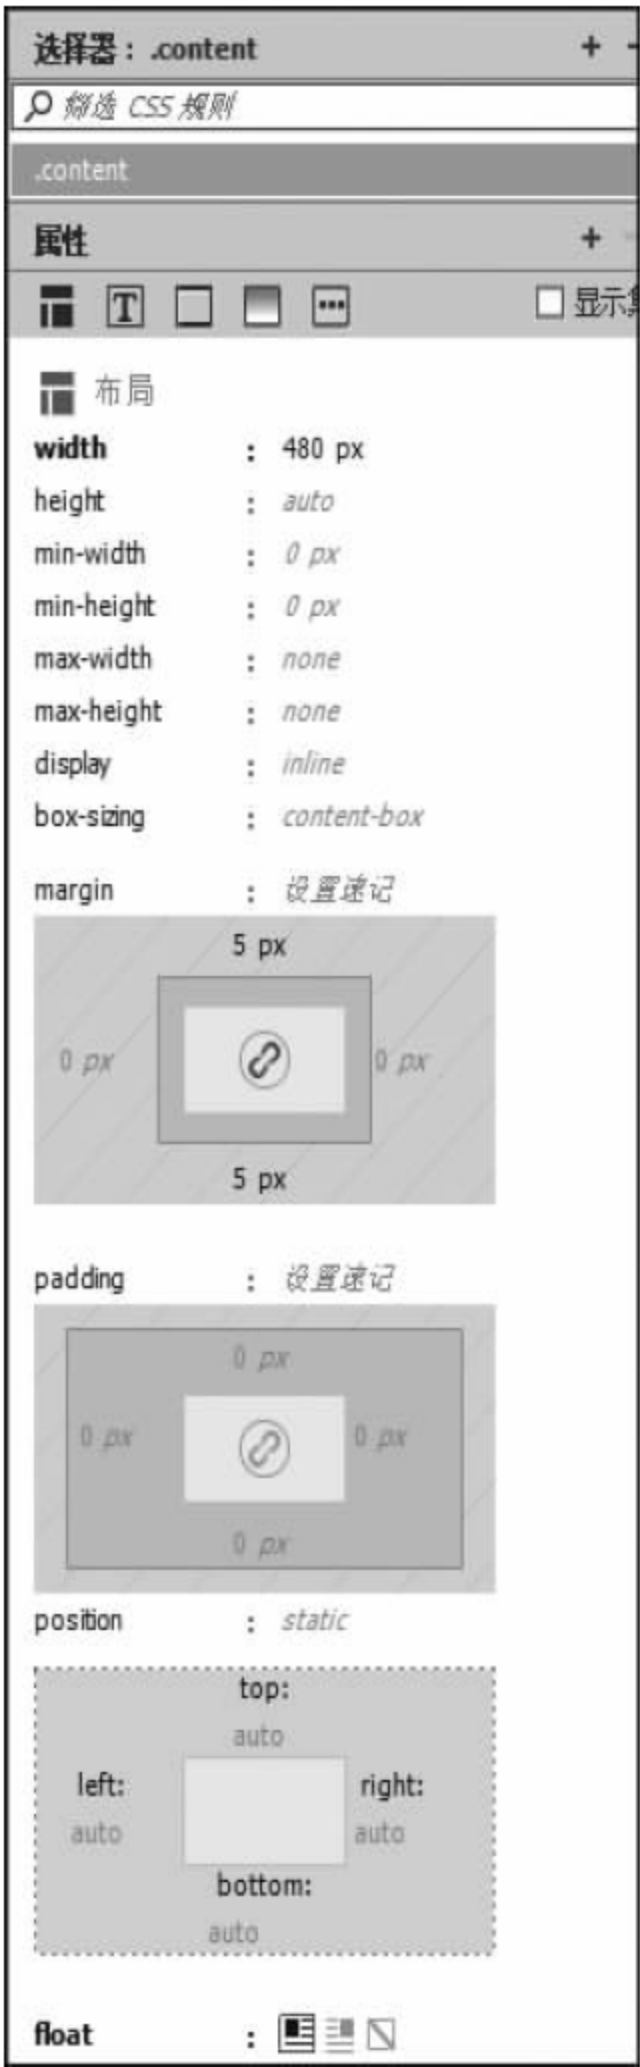 选择器： .content + -
筛选 CSS 规则
.content
属性 +
T 显示集
布局
width : 480 px
height : auto
min-width : 0 px
min-height : 0 px
max-width : none
max-height : none
display : inline
box-sizing : content-box
margin : 设置速记
5 px
0 px 0 px
5 px
padding : 设置速记
0 px
0 px 0 px
0 px
position : static
top:
auto
left: right:
auto auto
bottom:
auto
float :